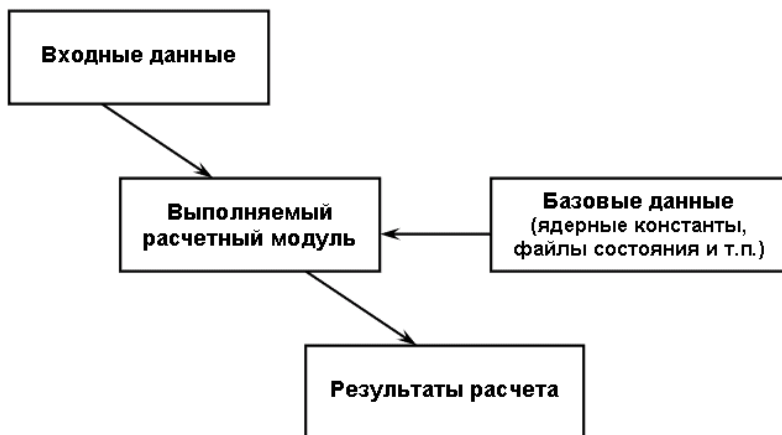 Входные данные
Выполняемый
расчетный модуль
Базовые данные
(ядерные константы,
файлы состояния и т.п.)
Результаты расчета